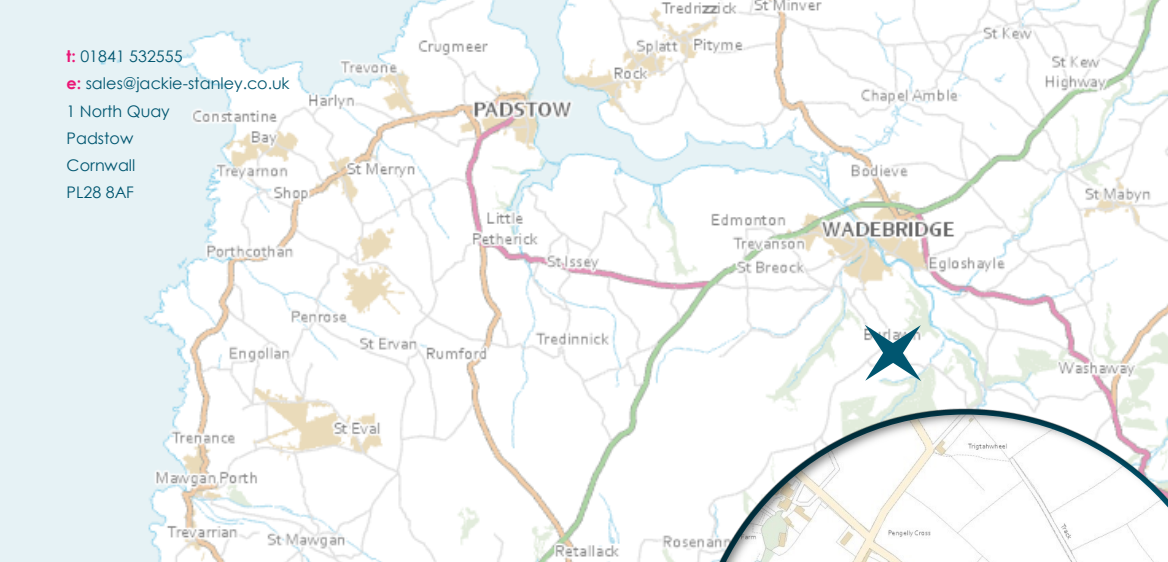 t: 01841 532555
e: sales@jackie-stanley.co.uk
1 North Quay
Padstow
Cornwall
PL28 8AF
Tredrizzick
St Minver
Crugmeer
Splatt
Pityme
St Kew
Trevone
Rock
St Kew
Highway
Harlyn
Chapel Amble
Constantine
Bay
PADSTOW
Treyarnon
St Merryn
Bodieve
Shop
St Mabyn
Little
Petherick
Edmonton
WADEBRIDGE
Trevanson
Porthcothan
St Issey
St Breock
Egloshayle
Penrose
St Ervan
Tredinnick
Engollan
Rumford
Washaway
St Eval
Trenance
Mawgan Porth
Trevarrian
St Mawgan
Retallack
Trigtahwheel
Pengelly Cross
Track